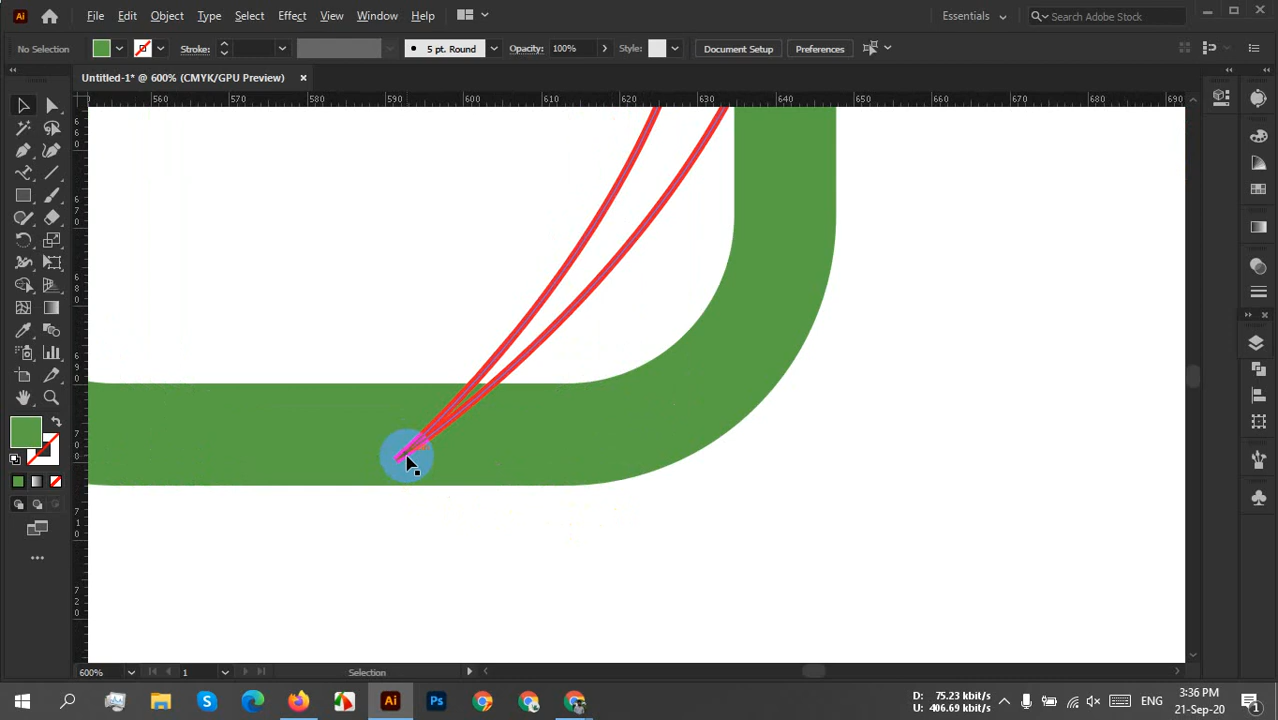 Ai File Edit Object Type Select Effect View Window Help Essentials Search Adobe Stock
No Selection Stroke: 5 pt. Round Opacity: 100% Style: Document Setup Preferences
Untitled-1* @ 600% (CMYK/GPU Preview)
560 570 580 590 600 610 620 630 640 650 660 670 680 690
600% 1 Selection
S Ai Ps D: 75.23 kbit/s ENG 3:36 PM
U: 406.69 kbit/s 21-Sep-20 1